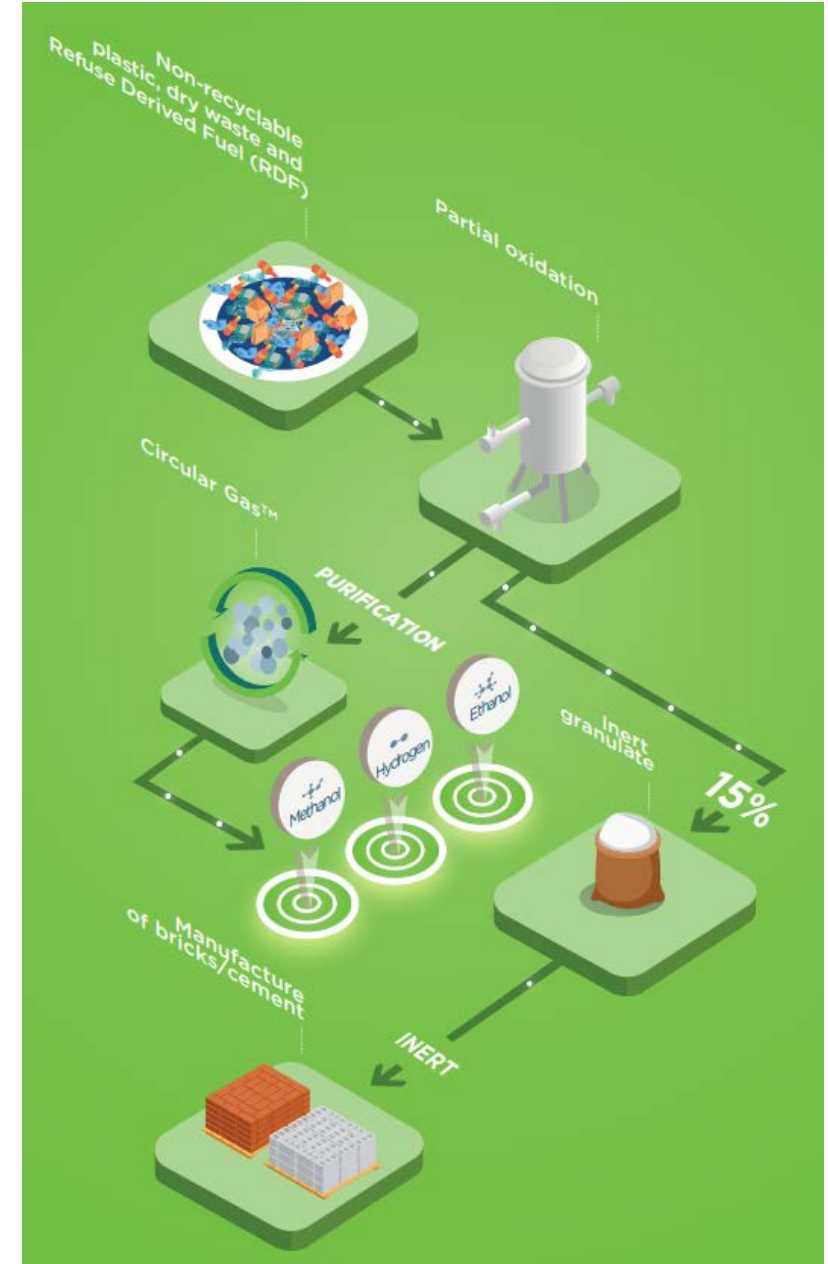 Non-recyclable
plastic, dry waste and
Refuse Derived Fuel (RDF)
Partial oxidation
Circular Gas™
PURIFICATION
Ethanol
Hydrogen
Methanol
Inert
granulate
15%
Manufacture
of bricks/cement
INERT